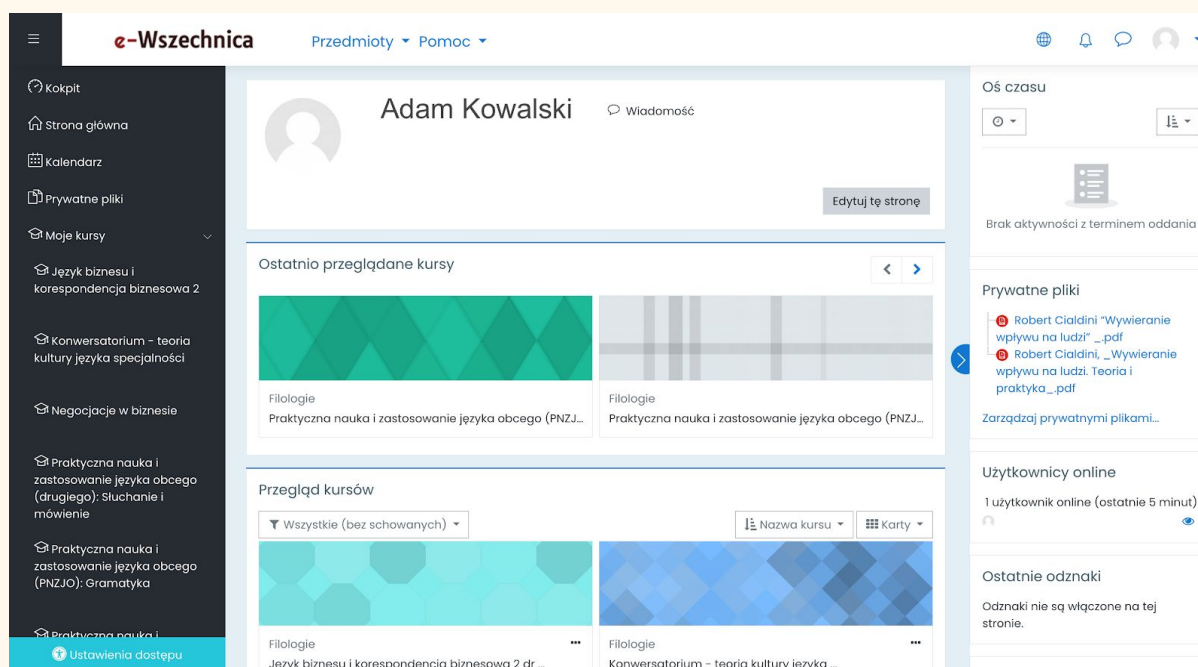 e-Wszechnica
Przedmioty
Pomoc
Kokpit
Strona główna
Kalendarz
Prywatne pliki
Moje kursy
Język biznesu i
korespondencja biznesowa 2
Konwersatorium - teoria
kultury języka specjalności
Negocjacje w biznesie
Praktyczna nauka i
zastosowanie języka obcego
(drugiego): Słuchanie i
mówienie
Praktyczna nauka i
zastosowanie języka obcego
(PNZJO): Gramatyka
Praktyczna nauka i
Ustawienia dostępu
Adam Kowalski
Wiadomość
Edytuj tę stronę
Ostatnio przeglądane kursy
Filologie
Praktyczna nauka i zastosowanie języka obcego (PNZJ...
Filologie
Praktyczna nauka i zastosowanie języka obcego (PNZJ...
Przegląd kursów
Wszystkie (bez schowanych)
Nazwa kursu
Karty
Filologie
Język biznesu i korespondencja biznesowa 2 dr ...
Filologie
Konwersatorium - teoria kultury języka ...
Oś czasu
Brak aktywności z terminem oddania
Prywatne pliki
Robert Cialdini "Wywieranie
wpływu na ludzi" _.pdf
Robert Cialdini, _Wywieranie
wpływu na ludzi. Teoria i
praktyka_.pdf
Zarządzaj prywatnymi plikami...
Użytkownicy online
1 użytkownik online (ostatnie 5 minut)
Ostatnie odznaki
Odznaki nie są włączone na tej
stronie.